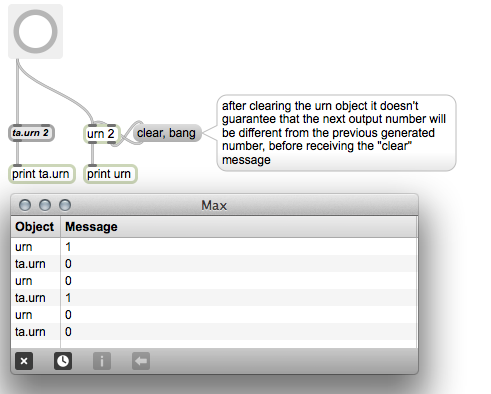 ta.urn 2
urn 2
clear, bang
after clearing the urn object it doesn't
guarantee that the next output number will
be different from the previous generated
number, before receiving the "clear"
message
print ta.urn
print urn
Max
Object Message
urn 1
ta.urn 0
urn 0
ta.urn 1
urn 0
ta.urn 0